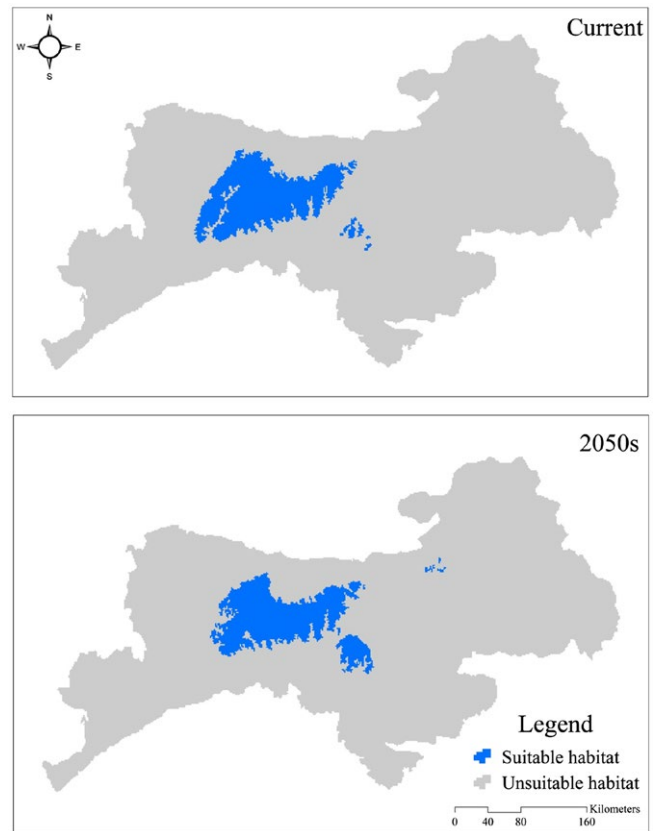 N
Current
W E
S
2050s
Legend
Suitable habitat
Unsuitable habitat
Kilometers
0 40 80 160